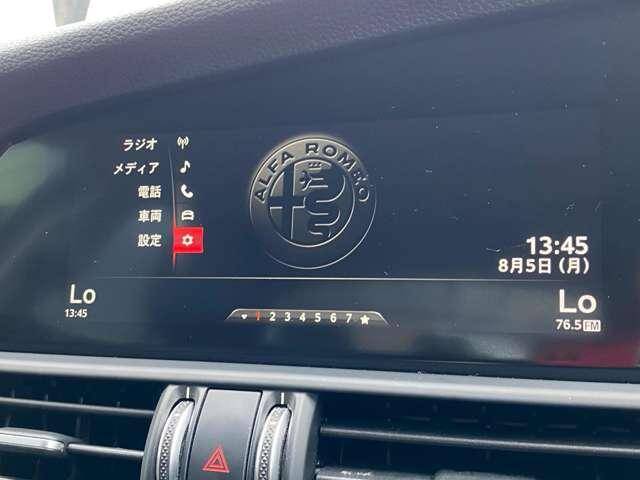 ラジオ
メディア
電話
車両
設定
ALFA ROMEO
13:45
8月5日 (月)
Lo
13:45
1 2 3 4 5 6 7
Lo
76.5 FM